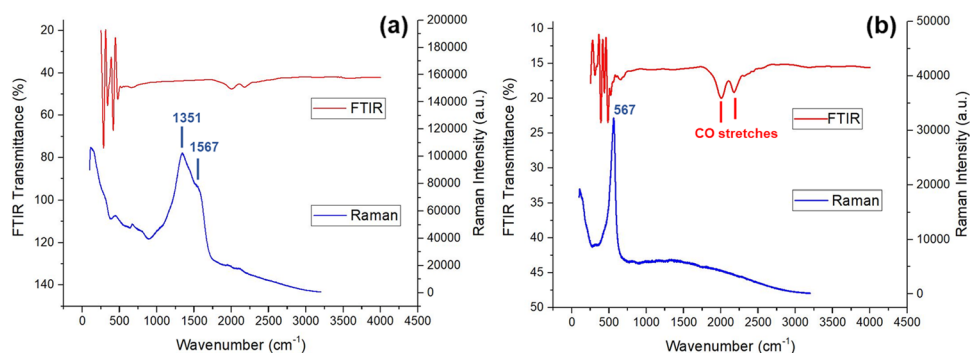 (a)
FTIR Transmittance (%)
20
40
60
80
100
120
140
Raman Intensity (a.u.)
200000
180000
160000
140000
120000
100000
80000
60000
40000
20000
0
FTIR
1351
1567
Raman
0 500 1000 1500 2000 2500 3000 3500 4000 4500
Wavenumber (cm-1)
(b)
FTIR Transmittance (%)
10
15
20
25
30
35
40
45
50
Raman Intensity (a.u.)
50000
40000
30000
20000
10000
0
567
CO stretches
FTIR
Raman
0 500 1000 1500 2000 2500 3000 3500 4000 4500
Wavenumber (cm-1)